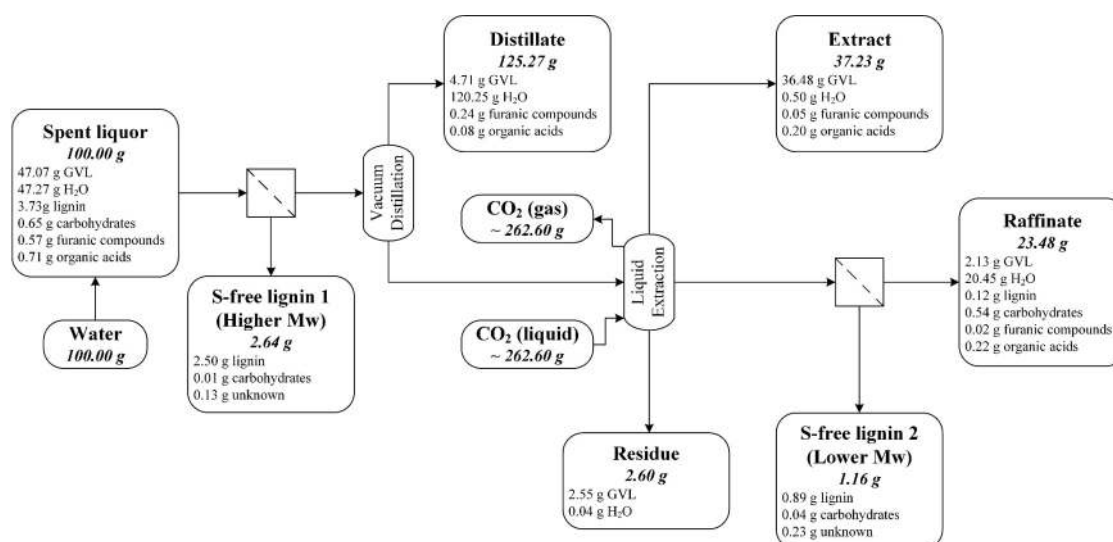 Spent liquor
100.00 g
47.07 g GVL
47.27 g H₂O
3.73g lignin
0.65 g carbohydrates
0.57 g furanic compounds
0.71 g organic acids
Water
100.00 g
S-free lignin 1
(Higher Mw)
2.64 g
2.50 g lignin
0.01 g carbohydrates
0.13 g unknown
Vacuum
Distillation
Distillate
125.27 g
4.71 g GVL
120.25 g H₂O
0.24 g furanic compounds
0.08 g organic acids
CO₂ (gas)
~ 262.60 g
CO₂ (liquid)
~ 262.60 g
Liquid
Extraction
Extract
37.23 g
36.48 g GVL
0.50 g H₂O
0.05 g furanic compounds
0.20 g organic acids
Residue
2.60 g
2.55 g GVL
0.04 g H₂O
S-free lignin 2
(Lower Mw)
1.16 g
0.89 g lignin
0.04 g carbohydrates
0.23 g unknown
Raffinate
23.48 g
2.13 g GVL
20.45 g H₂O
0.12 g lignin
0.54 g carbohydrates
0.02 g furanic compounds
0.22 g organic acids